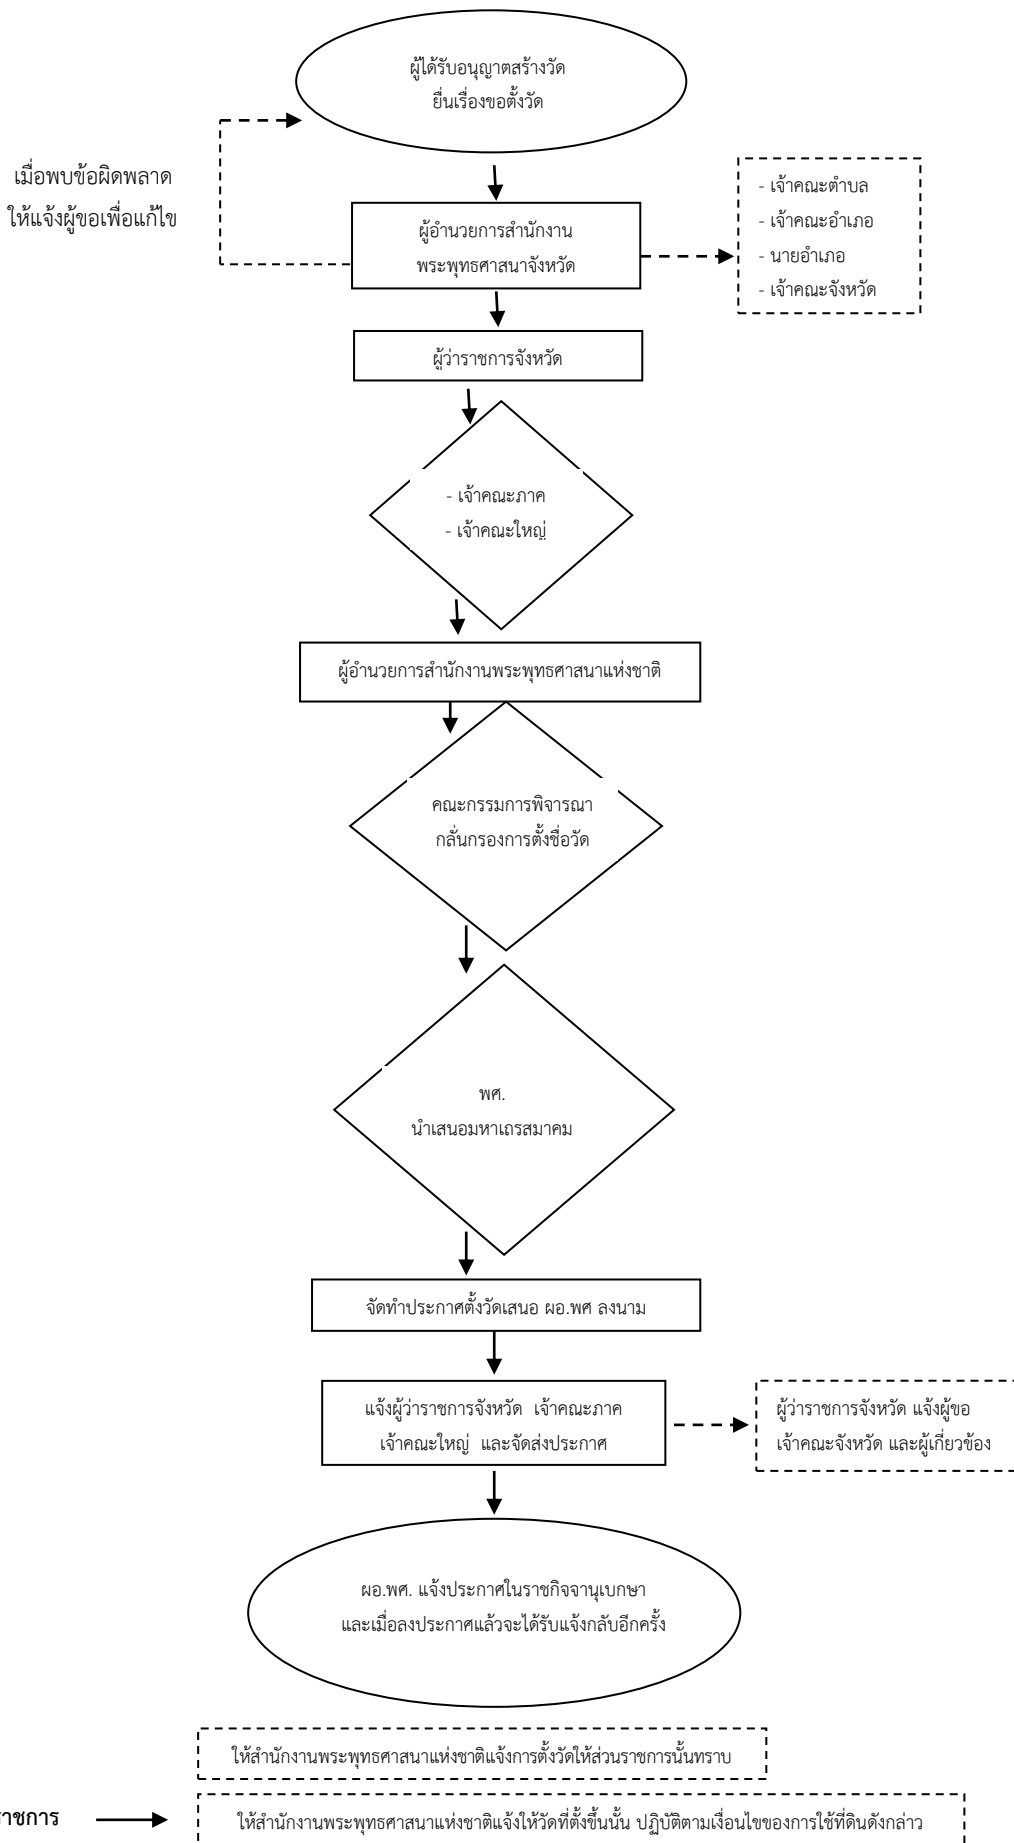 ผู้ได้รับอนุญาตสร้างวัด
ยื่นเรื่องขอตั้งวัด
เมื่อพบข้อผิดพลาด
ให้แจ้งผู้ขอเพื่อแก้ไข
ผู้อำนวยการสำนักงาน
พระพุทธศาสนาจังหวัด
- เจ้าคณะตำบล
- เจ้าคณะอำเภอ
- นายอำเภอ
- เจ้าคณะจังหวัด
ผู้ว่าราชการจังหวัด
- เจ้าคณะภาค
- เจ้าคณะใหญ่
ผู้อำนวยการสำนักงานพระพุทธศาสนาแห่งชาติ
คณะกรรมการพิจารณา
กลั่นกรองการตั้งชื่อวัด
พศ.
นำเสนอมหาเถรสมาคม
จัดทำประกาศตั้งวัดเสนอ ผอ.พศ ลงนาม
แจ้งผู้ว่าราชการจังหวัด เจ้าคณะภาค
เจ้าคณะใหญ่ และจัดส่งประกาศ
ผู้ว่าราชการจังหวัด แจ้งผู้ขอ
เจ้าคณะจังหวัด และผู้เกี่ยวข้อง
ผอ.พศ. แจ้งประกาศในราชกิจจานุเบกษา
และเมื่อลงประกาศแล้วจะได้รับแจ้งกลับอีกครั้ง
ให้สำนักงานพระพุทธศาสนาแห่งชาติแจ้งการตั้งวัดให้ส่วนราชการนั้นทราบ
ราชการ
ให้สำนักงานพระพุทธศาสนาแห่งชาติแจ้งให้วัดที่ตั้งขึ้นนั้น ปฏิบัติตามเงื่อนไขของการใช้ที่ดินดังกล่าว